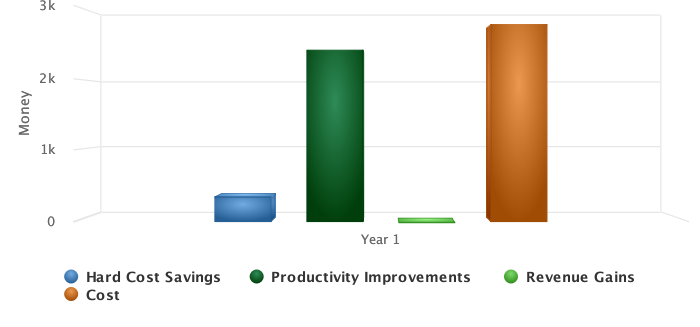 3k
2k
1k
0
Money
Year 1
Hard Cost Savings
Productivity Improvements
Revenue Gains
Cost